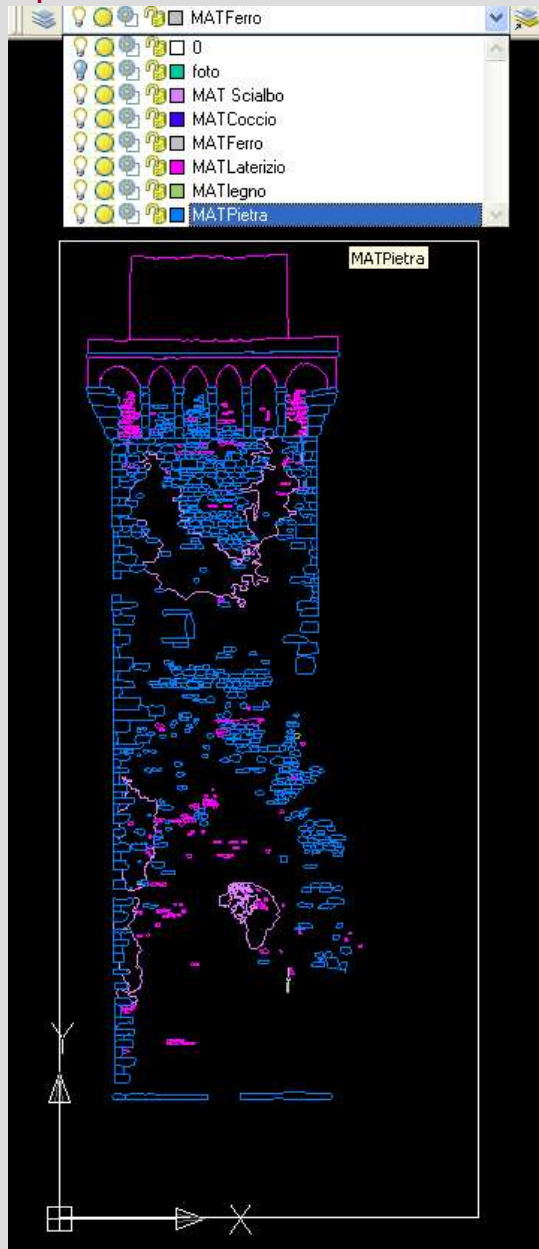 MATFerro
0
foto
MAT Scialbo
MATCoccio
MATFerro
MATLaterizio
MATlegno
MATPietra
MATPietra
Y
X